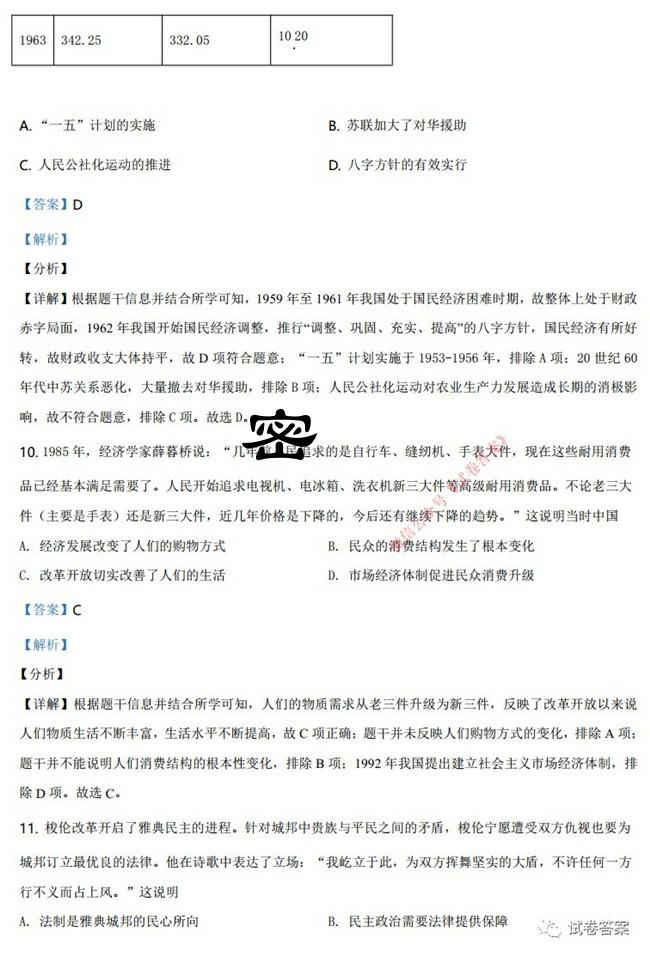 1963 342.25 332.05 10.20
A. “一五”计划的实施 B. 苏联加大了对华援助
C. 人民公社化运动的推进 D. 八字方针的有效实行
【答案】D
【解析】
【分析】
【详解】根据题干信息并结合所学可知，1959 年至 1961 年我国处于国民经济困难时期，故整体上处于财政
赤字局面，1962 年我国开始国民经济调整，推行“调整、巩固、充实、提高”的八字方针，国民经济有所好
转，故财政收支大体持平，故 D 项符合题意；“一五”计划实施于 1953-1956 年，排除 A 项；20 世纪 60
年代中苏关系恶化，大量撤去对华援助，排除 B 项；人民公社化运动对农业生产力发展造成长期的消极影
响，故不符合题意，排除 C 项。故选 D。
密
10. 1985 年，经济学家薛暮桥说：“几年前人民追求的是自行车、缝纫机、手表大件，现在这些耐用消费
品已经基本满足需要了。人民开始追求电视机、电冰箱、洗衣机新三大件等高级耐用消费品。不论老三大
件（主要是手表）还是新三大件，近几年价格是下降的，今后还有继续下降的趋势。”这说明当时中国
A. 经济发展改变了人们的购物方式 B. 民众的消费结构发生了根本变化
C. 改革开放切实改善了人们的生活 D. 市场经济体制促进民众消费升级
微信公众号《试卷答案》
【答案】C
【解析】
【分析】
【详解】根据题干信息并结合所学可知，人们的物质需求从老三件升级为新三件，反映了改革开放以来说
人们物质生活不断丰富，生活水平不断提高，故 C 项正确；题干并未反映人们购物方式的变化，排除 A 项；
题干并不能说明人们消费结构的根本性变化，排除 B 项；1992 年我国提出建立社会主义市场经济体制，排
除 D 项。故选 C。
11. 梭伦改革开启了雅典民主的进程。针对城邦中贵族与平民之间的矛盾，梭伦宁愿遭受双方仇视也要为
城邦订立最优良的法律。他在诗歌中表达了立场：“我屹立于此，为双方挥舞坚实的大盾，不许任何一方
行不义而占上风。”这说明
A. 法制是雅典城邦的民心所向 B. 民主政治需要法律提供保障
试卷答案